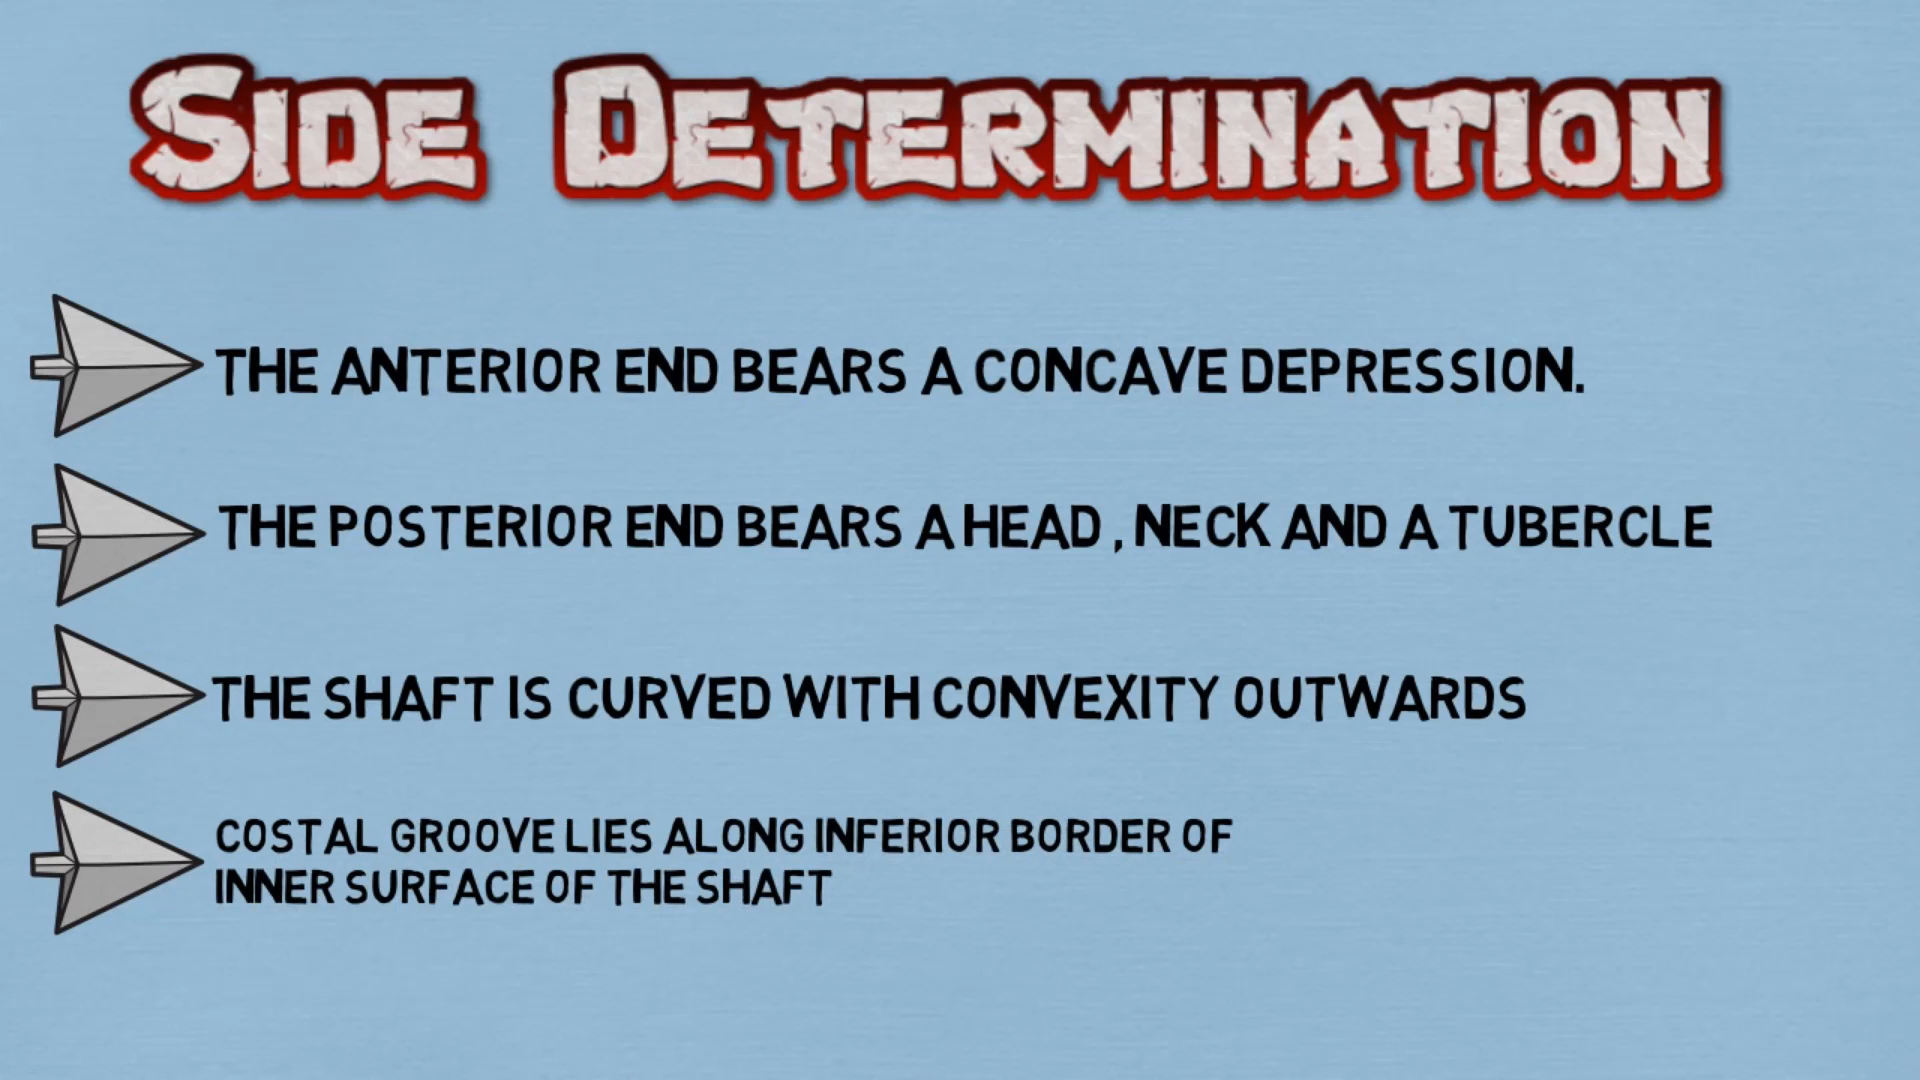 SIDE DETERMINATION
THE ANTERIOR END BEARS A CONCAVE DEPRESSION.
THE POSTERIOR END BEARS A HEAD , NECK AND A TUBERCLE
THE SHAFT IS CURVED WITH CONVEXITY OUTWARDS
COSTAL GROOVE LIES ALONG INFERIOR BORDER OF
INNER SURFACE OF THE SHAFT